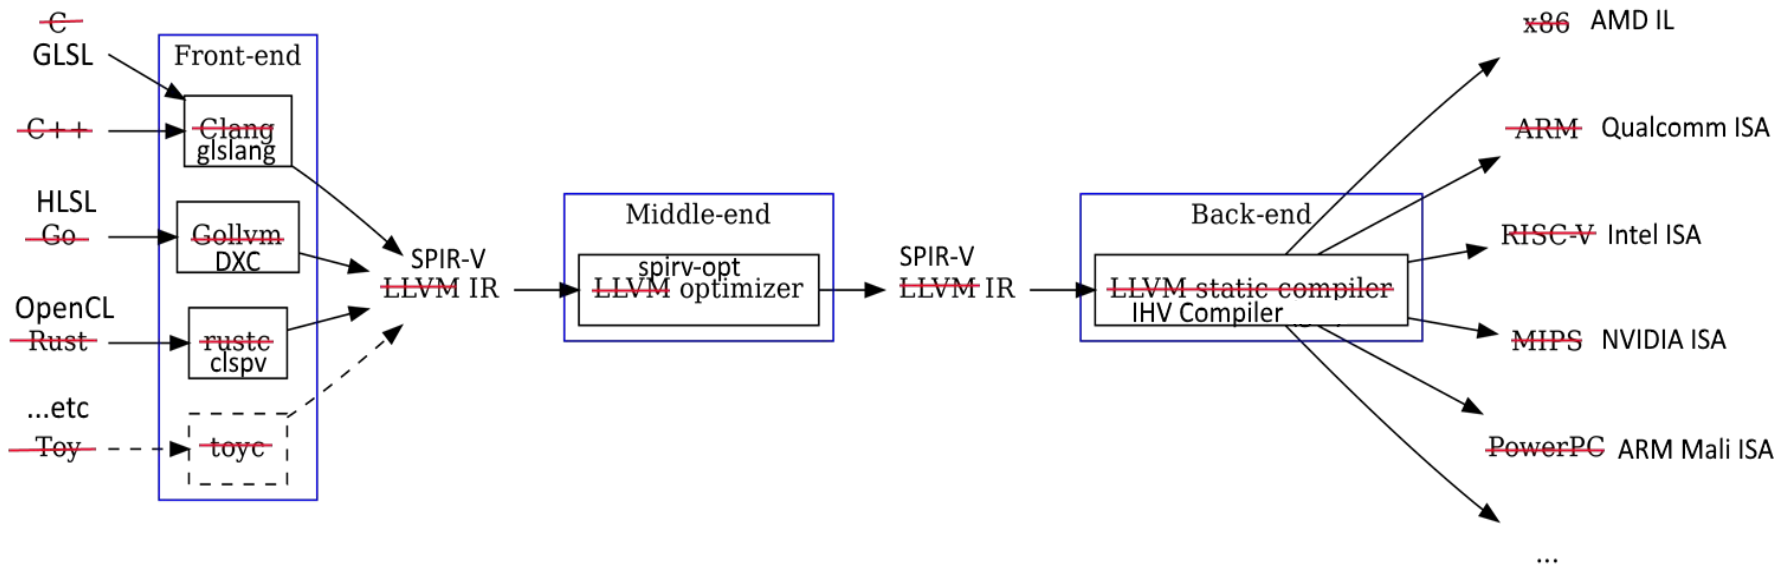 C
GLSL
C++
HLSL
Go
OpenCL
Rust
...etc
Toy
Front-end
Clang
glslang
Gollvm
DXC
rustc
clspv
toyc
SPIR-V
LLVM IR
Middle-end
spirv-opt
LLVM optimizer
SPIR-V
LLVM IR
Back-end
LLVM static compiler
IHV Compiler
x86 AMD IL
ARM Qualcomm ISA
RISC-V Intel ISA
MIPS NVIDIA ISA
PowerPC ARM Mali ISA
...